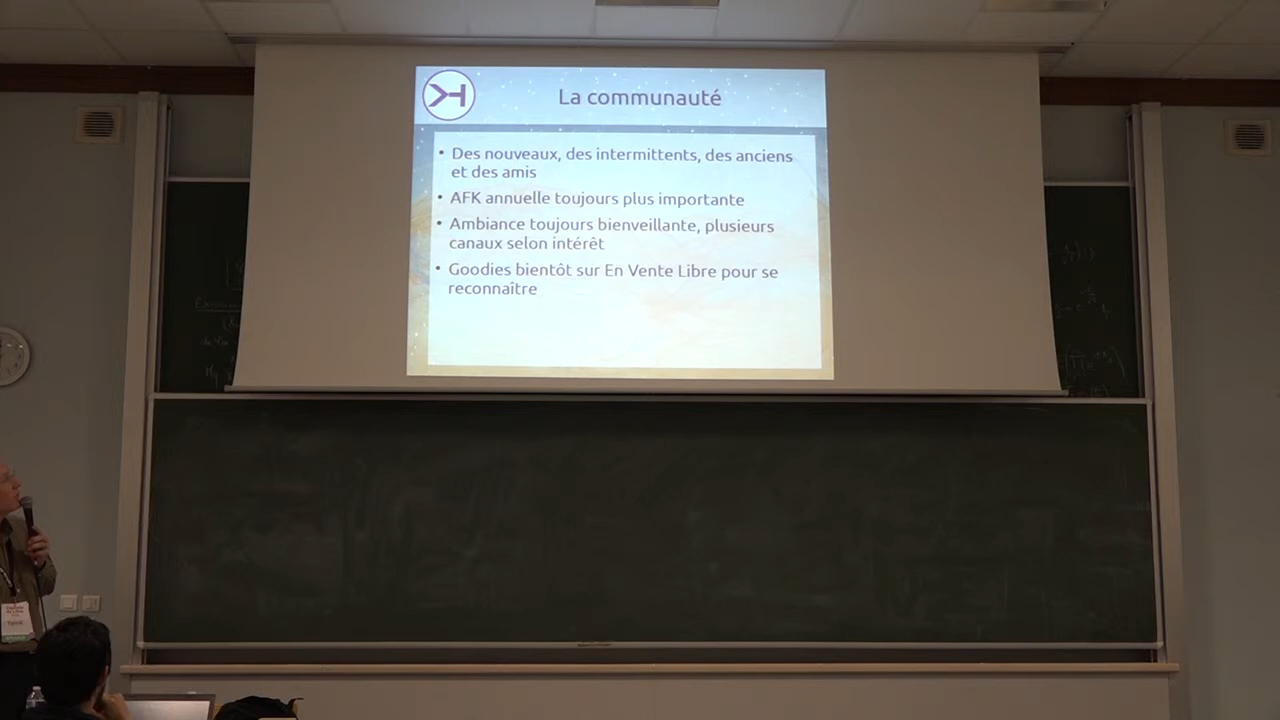 La communauté
• Des nouveaux, des intermittents, des anciens
et des amis
• AFK annuelle toujours plus importante
• Ambiance toujours bienveillante, plusieurs
canaux selon intérêt
• Goodies bientôt sur En Vente Libre pour se
reconnaître